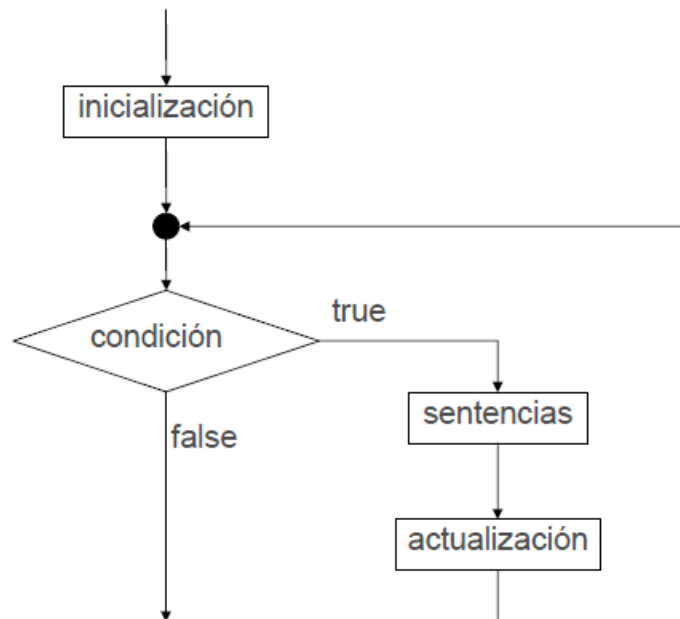 inicialización
condición
true
false
sentencias
actualización